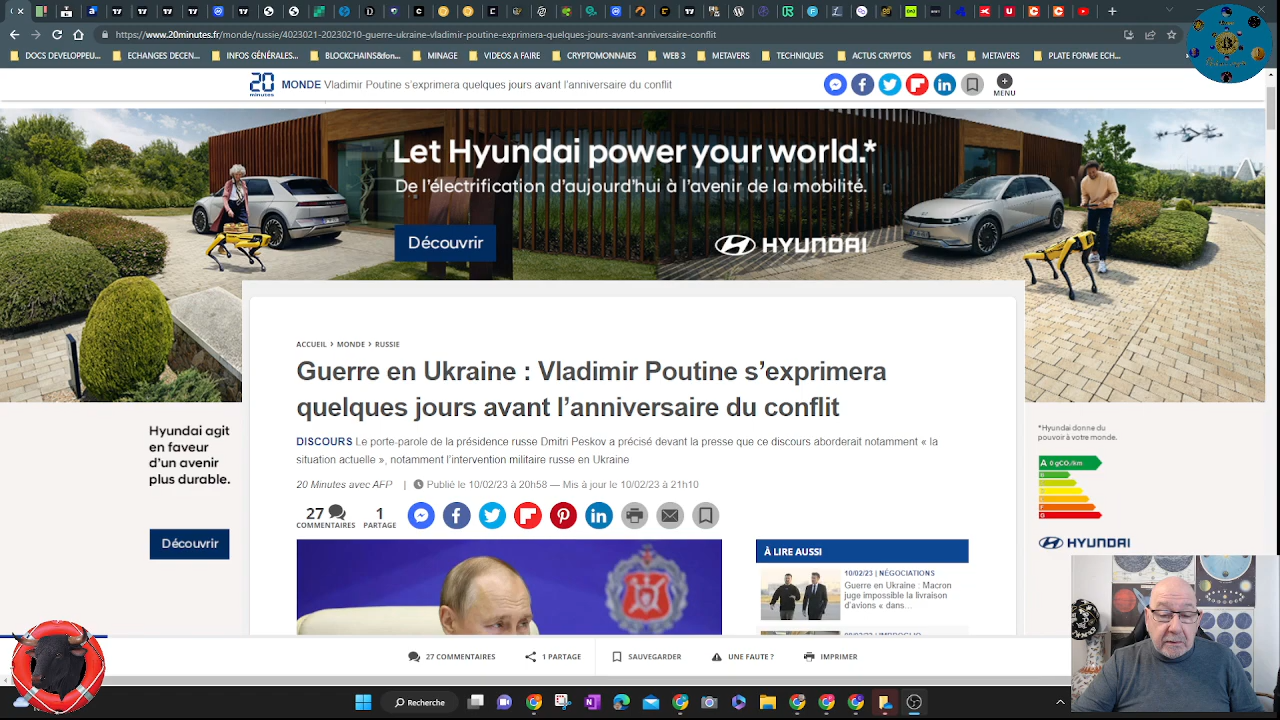 https://www.20minutes.fr/monde/russie/4023021-20230210-guerre-ukraine-vladimir-poutine-exprimera-quelques-jours-avant-anniversaire-conflit
DOCS DEVELOPPEU...
ECHANGES DECEN...
INFOS GÉNÉRALES...
BLOCKCHAINS&don...
MINAGE
VIDEOS A FAIRE
CRYPTOMONNAIES
WEB 3
METAVERS
TECHNIQUES
ACTUS CRYPTOS
NFTs
METAVERS
PLATE FORME ECH...
20 minutes
MONDE Vladimir Poutine s'exprimera quelques jours avant l'anniversaire du conflit
MENU
Let Hyundai power your world.*
De l'électrification d'aujourd'hui à l'avenir de la mobilité.
Découvrir
HYUNDAI
ACCUEIL › MONDE › RUSSIE
Guerre en Ukraine : Vladimir Poutine s'exprimera
quelques jours avant l'anniversaire du conflit
DISCOURS Le porte-parole de la présidence russe Dmitri Peskov a précisé devant la presse que ce discours aborderait notamment « la
situation actuelle », notamment l'intervention militaire russe en Ukraine
20 Minutes avec AFP | Publié le 10/02/23 à 20h58 — Mis à jour le 10/02/23 à 21h10
27
COMMENTAIRES
1
PARTAGE
À LIRE AUSSI
10/02/23 | NÉGOCIATIONS
Guerre en Ukraine : Macron
juge impossible la livraison
d'avions « dans...
Hyundai agit
en faveur
d'un avenir
plus durable.
Découvrir
*Hyundai donne du
pouvoir à votre monde.
A 0 gCO₂/km
HYUNDAI
27 COMMENTAIRES
1 PARTAGE
SAUVEGARDER
UNE FAUTE ?
IMPRIMER
Recherche